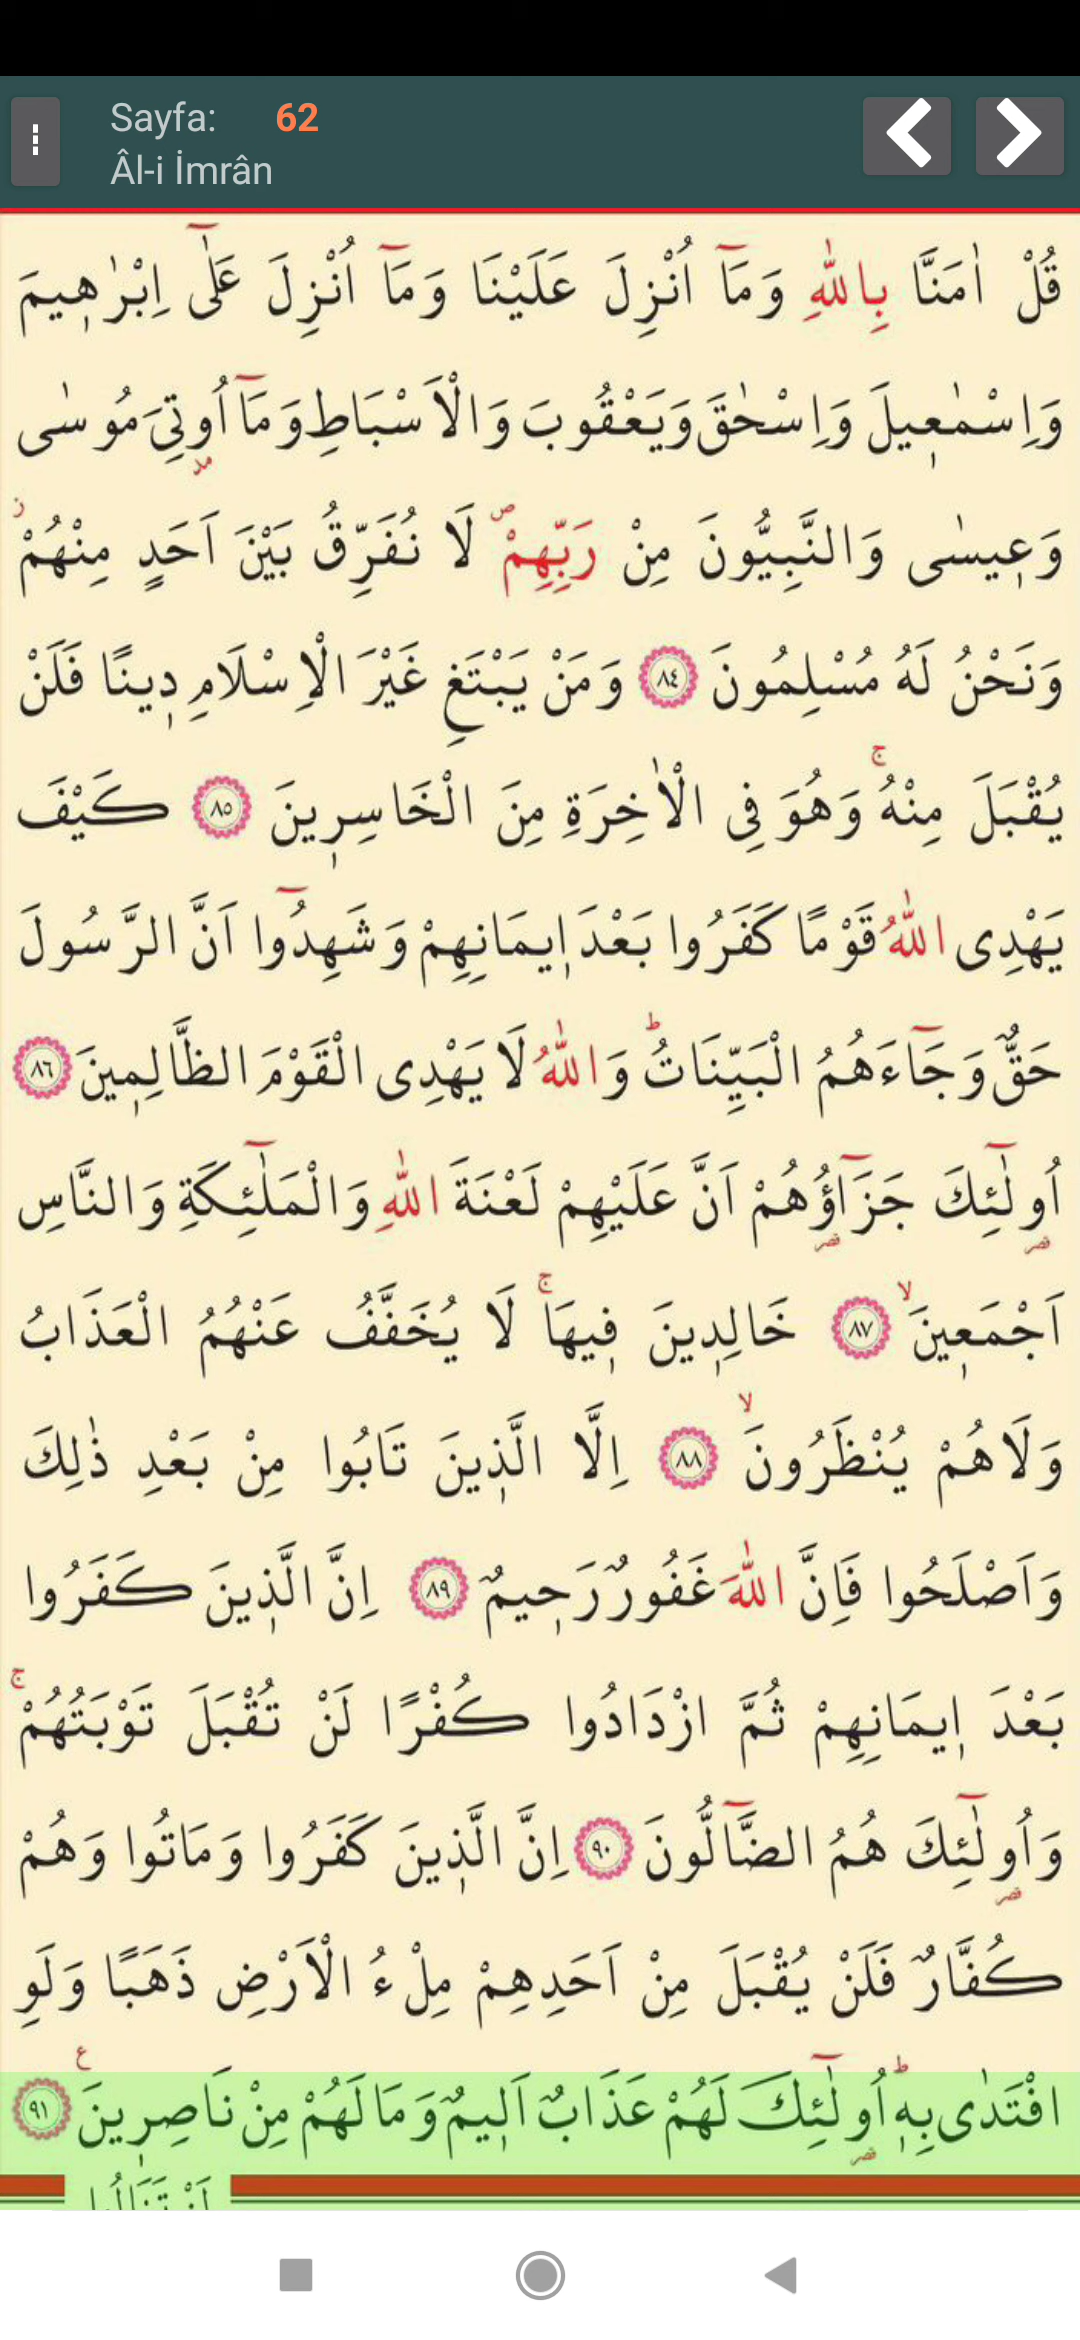 Sayfa: 62
Âl-i İmrân
قُلْ اٰمَنَّا بِاللّٰهِ وَمَٓا اُنْزِلَ عَلَيْنَا وَمَٓا اُنْزِلَ عَلٰٓى اِبْرٰه۪يمَ
وَاِسْمٰع۪يلَ وَاِسْحٰقَ وَيَعْقُوبَ وَالْاَسْبَاطِ وَمَٓا اُو۫تِيَ مُوسٰى
وَع۪يسٰى وَالنَّبِيُّونَ مِنْ رَبِّهِمْۖ لَا نُفَرِّقُ بَيْنَ اَحَدٍ مِنْهُمْۘ
وَنَحْنُ لَهُ مُسْلِمُونَ ﴿٨٤﴾ وَمَنْ يَبْتَغِ غَيْرَ الْاِسْلَامِ د۪ينًا فَلَنْ
يُقْبَلَ مِنْهُۚ وَهُوَ فِى الْاٰخِرَةِ مِنَ الْخَاسِر۪ينَ ﴿٨٥﴾ كَيْفَ
يَهْدِى اللّٰهُ قَوْمًا كَفَرُوا بَعْدَ ا۪يمَانِهِمْ وَشَهِدُٓوا اَنَّ الرَّسُولَ
حَقٌّ وَجَٓاءَهُمُ الْبَيِّنَاتُۜ وَاللّٰهُ لَا يَهْدِى الْقَوْمَ الظَّالِم۪ينَ ﴿٨٦﴾
اُو۬لٰٓئِكَ جَزَٓاؤُ۬هُمْ اَنَّ عَلَيْهِمْ لَعْنَةَ اللّٰهِ وَالْمَلٰٓئِكَةِ وَالنَّاسِ
اَجْمَع۪ينَۙ ﴿٨٧﴾ خَالِد۪ينَ ف۪يهَاۚ لَا يُخَفَّفُ عَنْهُمُ الْعَذَابُ
وَلَا هُمْ يُنْظَرُونَۙ ﴿٨٨﴾ اِلَّا الَّذ۪ينَ تَابُوا مِنْ بَعْدِ ذٰلِكَ
وَاَصْلَحُوا فَاِنَّ اللّٰهَ غَفُورٌ رَح۪يمٌ ﴿٨٩﴾ اِنَّ الَّذ۪ينَ كَفَرُوا
بَعْدَ ا۪يمَانِهِمْ ثُمَّ ازْدَادُوا كُفْرًا لَنْ تُقْبَلَ تَوْبَتُهُمْۚ
وَاُو۬لٰٓئِكَ هُمُ الضَّٓالُّونَ ﴿٩٠﴾ اِنَّ الَّذ۪ينَ كَفَرُوا وَمَاتُوا وَهُمْ
كُفَّارٌ فَلَنْ يُقْبَلَ مِنْ اَحَدِهِمْ مِلْءُ الْاَرْضِ ذَهَبًا وَلَوِ
افْتَدٰى بِه۪ۜ اُو۬لٰٓئِكَ لَهُمْ عَذَابٌ اَل۪يمٌ وَمَا لَهُمْ مِنْ نَاصِر۪ينَ ﴿٩١﴾